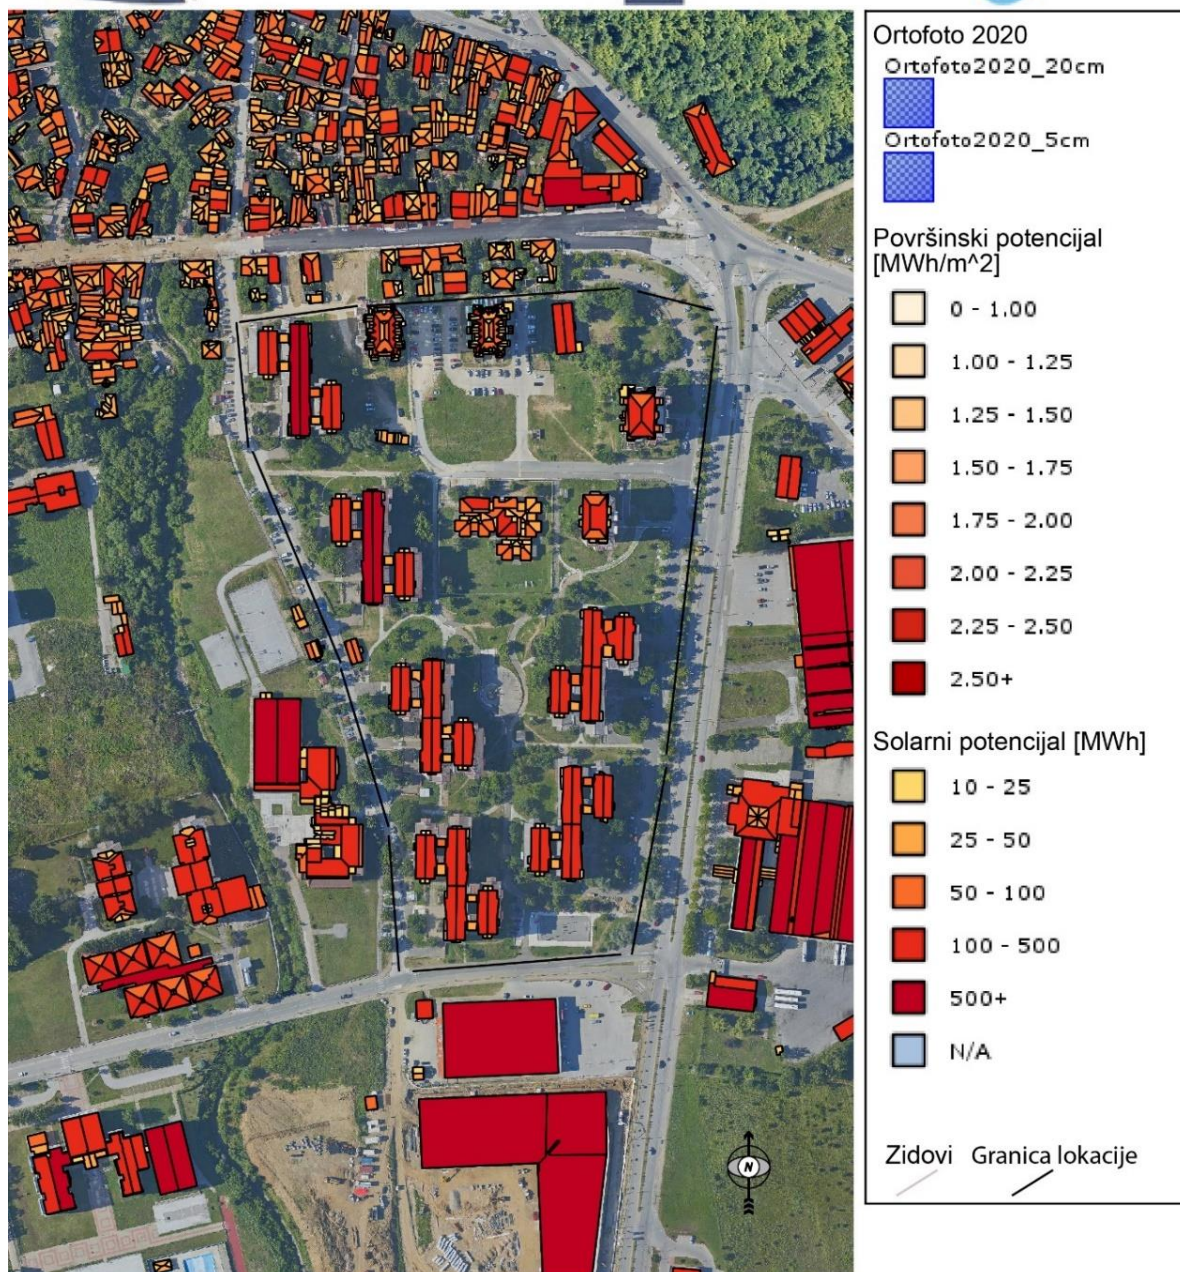 Ortofoto 2020
Ortofoto2020_20cm
Ortofoto2020_5cm
Površinski potencijal
[MWh/m^2]
0 - 1.00
1.00 - 1.25
1.25 - 1.50
1.50 - 1.75
1.75 - 2.00
2.00 - 2.25
2.25 - 2.50
2.50+
Solarni potencijal [MWh]
10 - 25
25 - 50
50 - 100
100 - 500
500+
N/A
Zidovi Granica lokacije
N